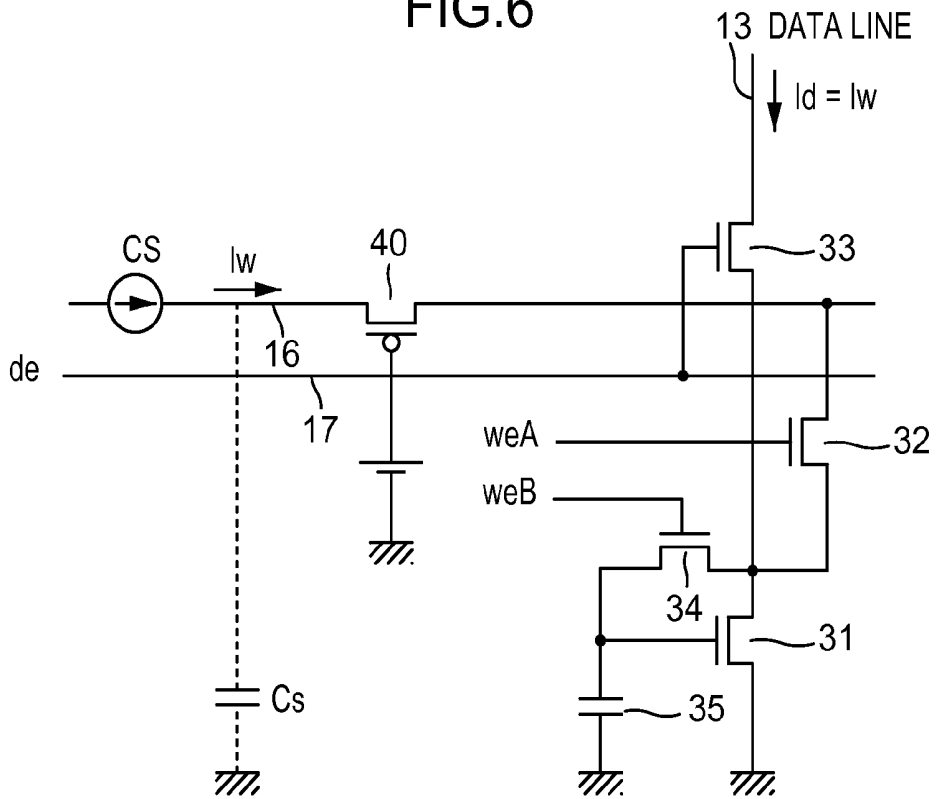 FIG.6
13 DATA LINE
Id = Iw
33
CS
Iw
40
16
de
17
weA
32
weB
34
31
35
Cs